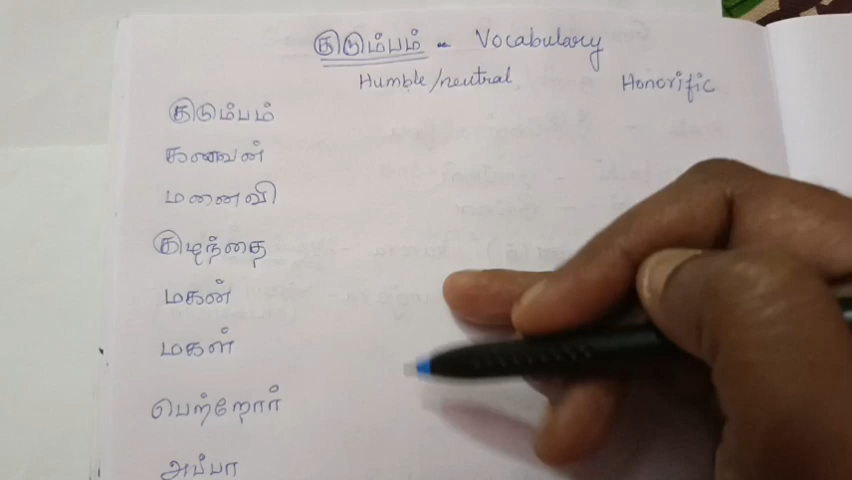 குடும்பம் - Vocabulary
Humble/neutral Honorific
குடும்பம்
கணவன்
மனைவி
குழந்தை
மகன்
மகள்
பெற்றோர்
அப்பா